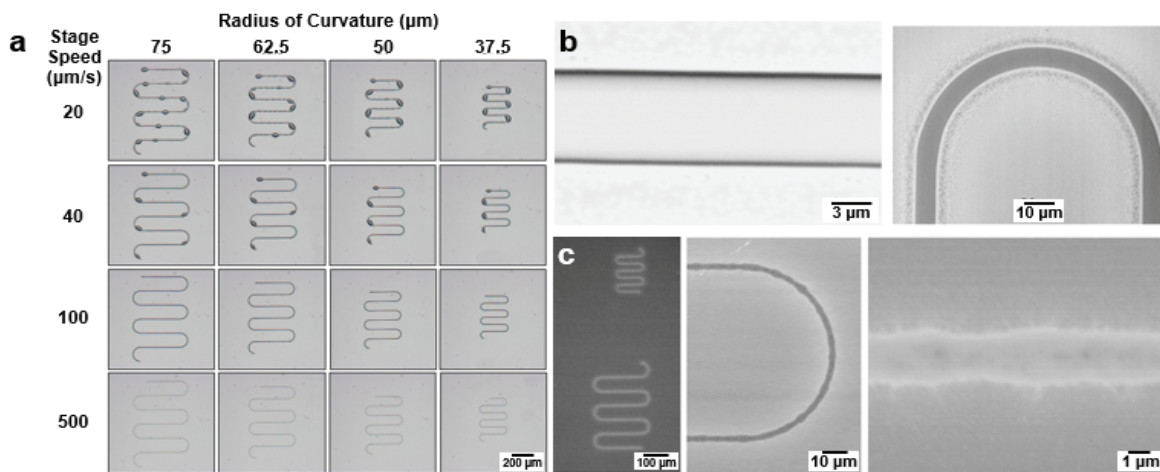 Radius of Curvature (µm)
a
Stage
Speed
(µm/s)
75
62.5
50
37.5
20
40
100
500
200 µm
b
3 µm
10 µm
c
100 µm
10 µm
1 µm